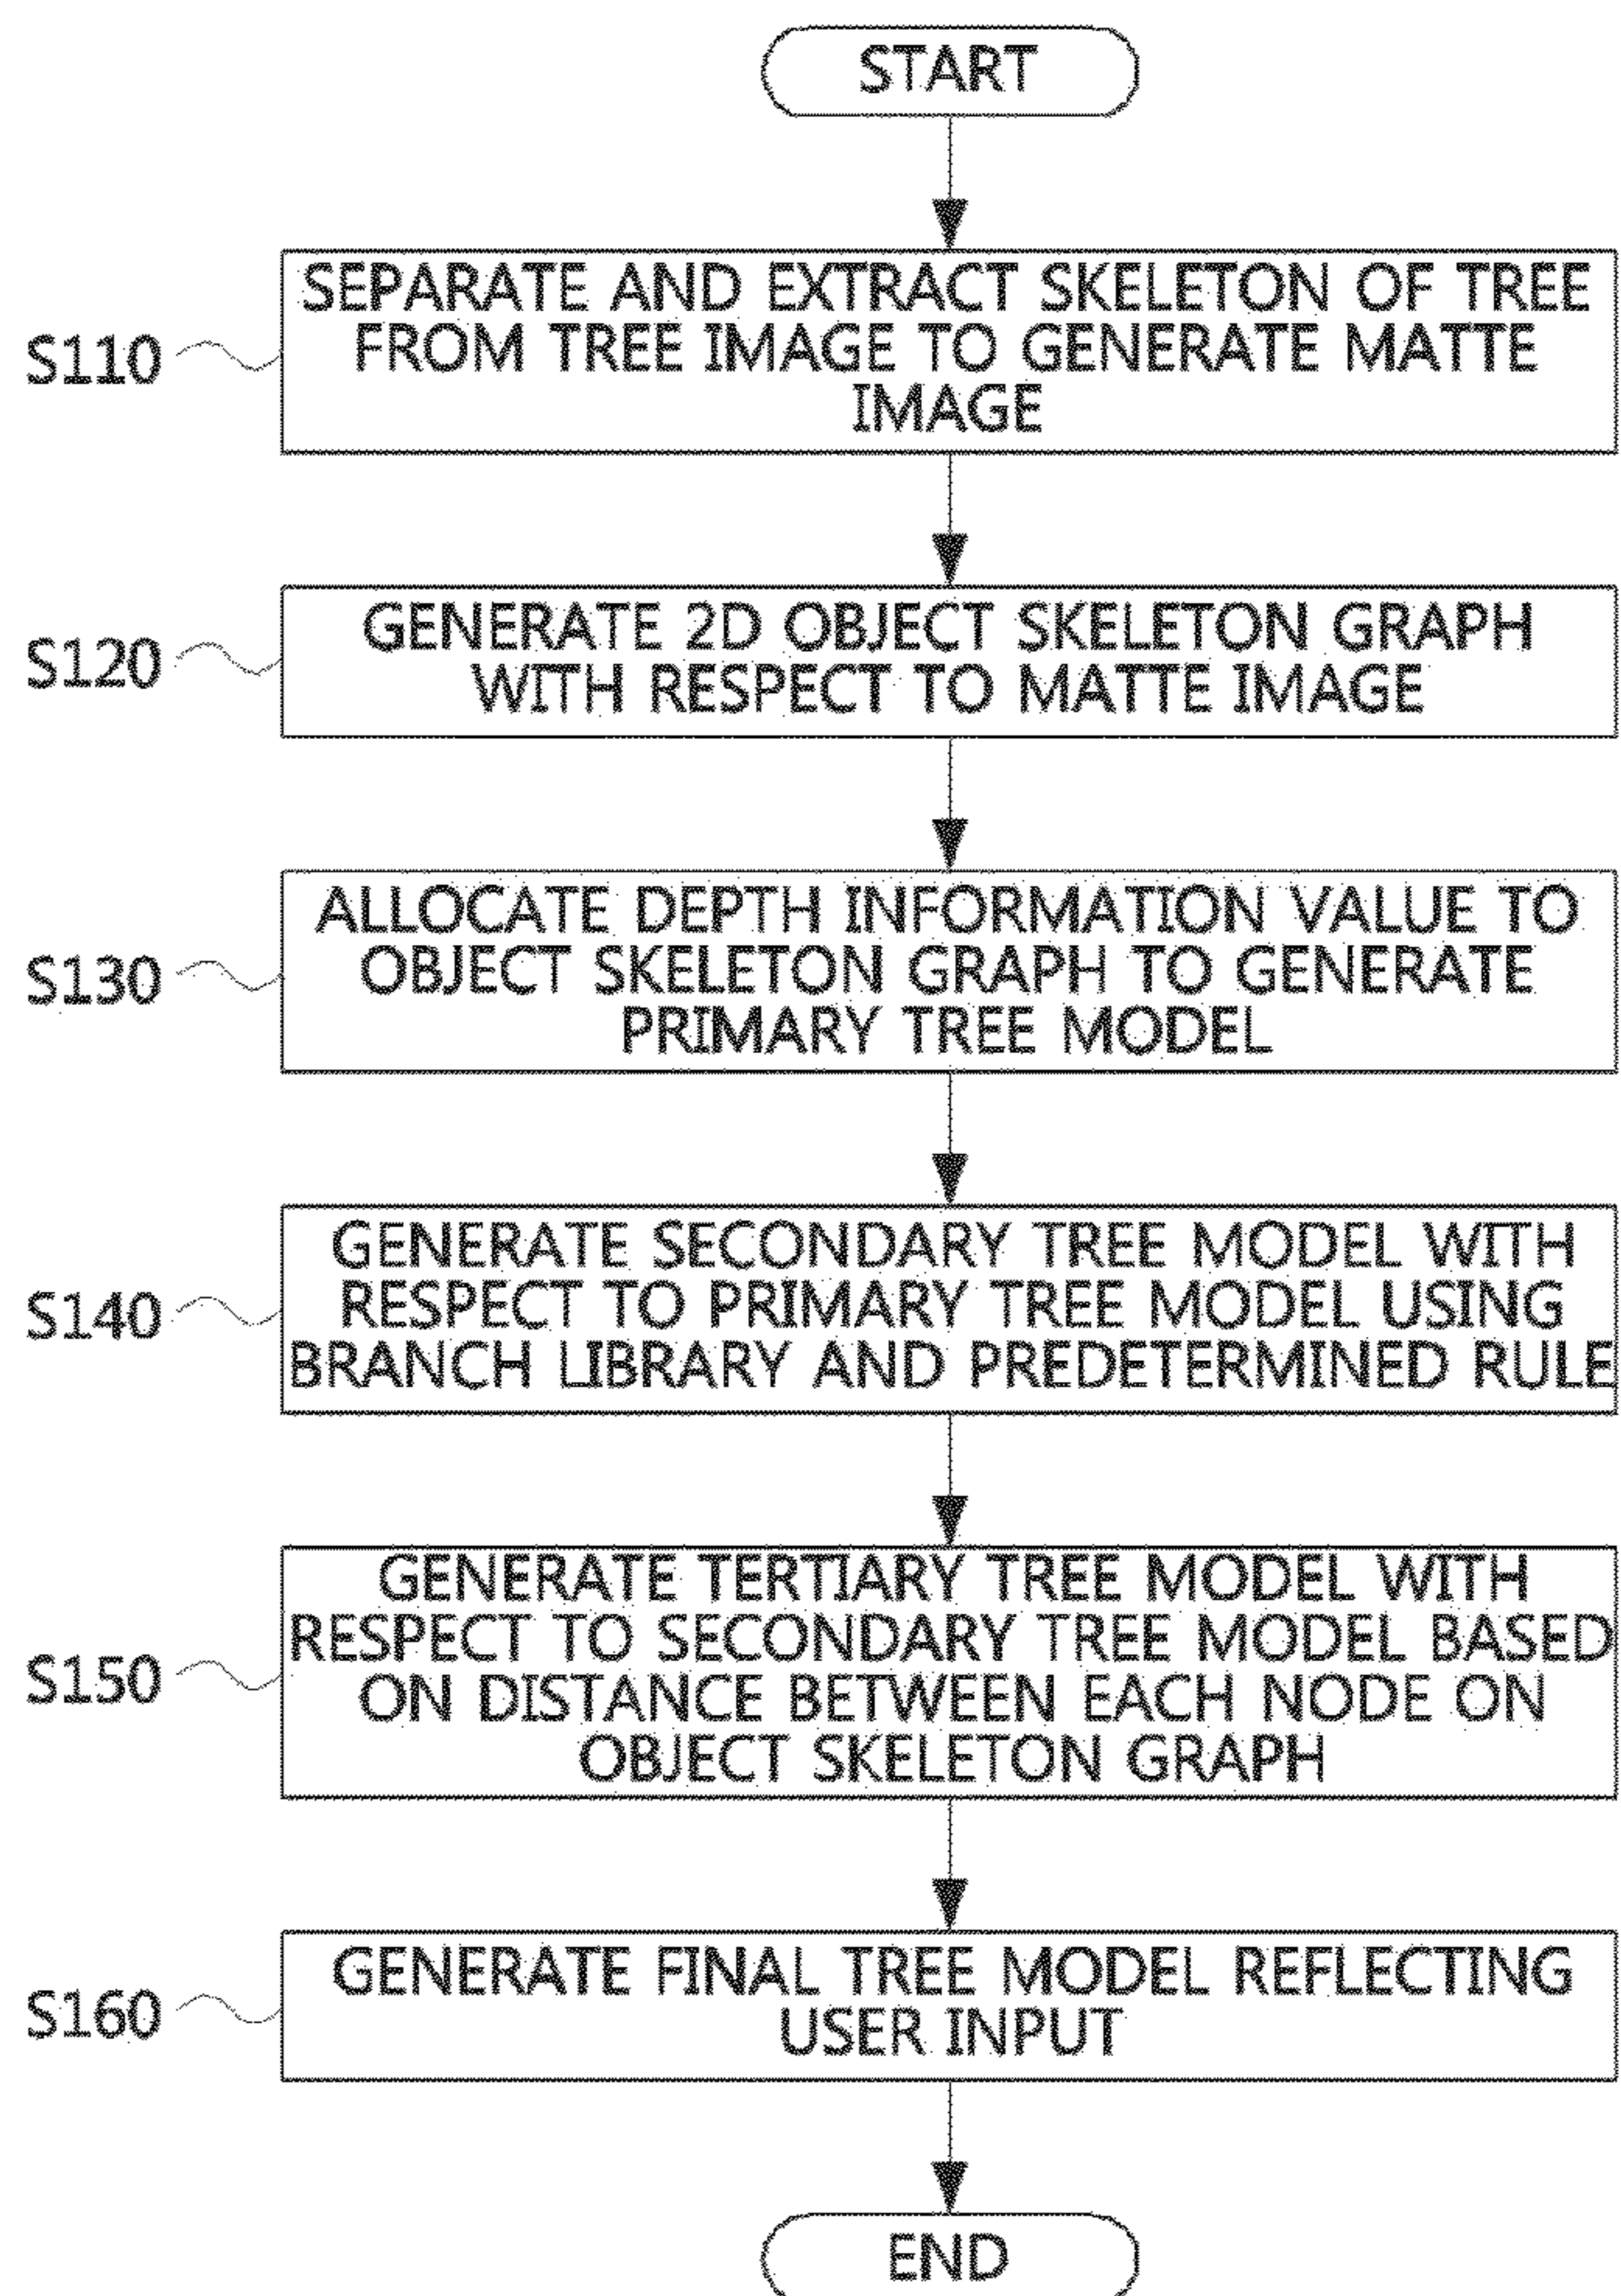 START
SEPARATE AND EXTRACT SKELETON OF TREE
FROM TREE IMAGE TO GENERATE MATTE
IMAGE
S110
GENERATE 2D OBJECT SKELETON GRAPH
WITH RESPECT TO MATTE IMAGE
S120
ALLOCATE DEPTH INFORMATION VALUE TO
OBJECT SKELETON GRAPH TO GENERATE
PRIMARY TREE MODEL
S130
GENERATE SECONDARY TREE MODEL WITH
RESPECT TO PRIMARY TREE MODEL USING
BRANCH LIBRARY AND PREDETERMINED RULE
S140
GENERATE TERTIARY TREE MODEL WITH
RESPECT TO SECONDARY TREE MODEL BASED
ON DISTANCE BETWEEN EACH NODE ON
OBJECT SKELETON GRAPH
S150
GENERATE FINAL TREE MODEL REFLECTING
USER INPUT
S160
END